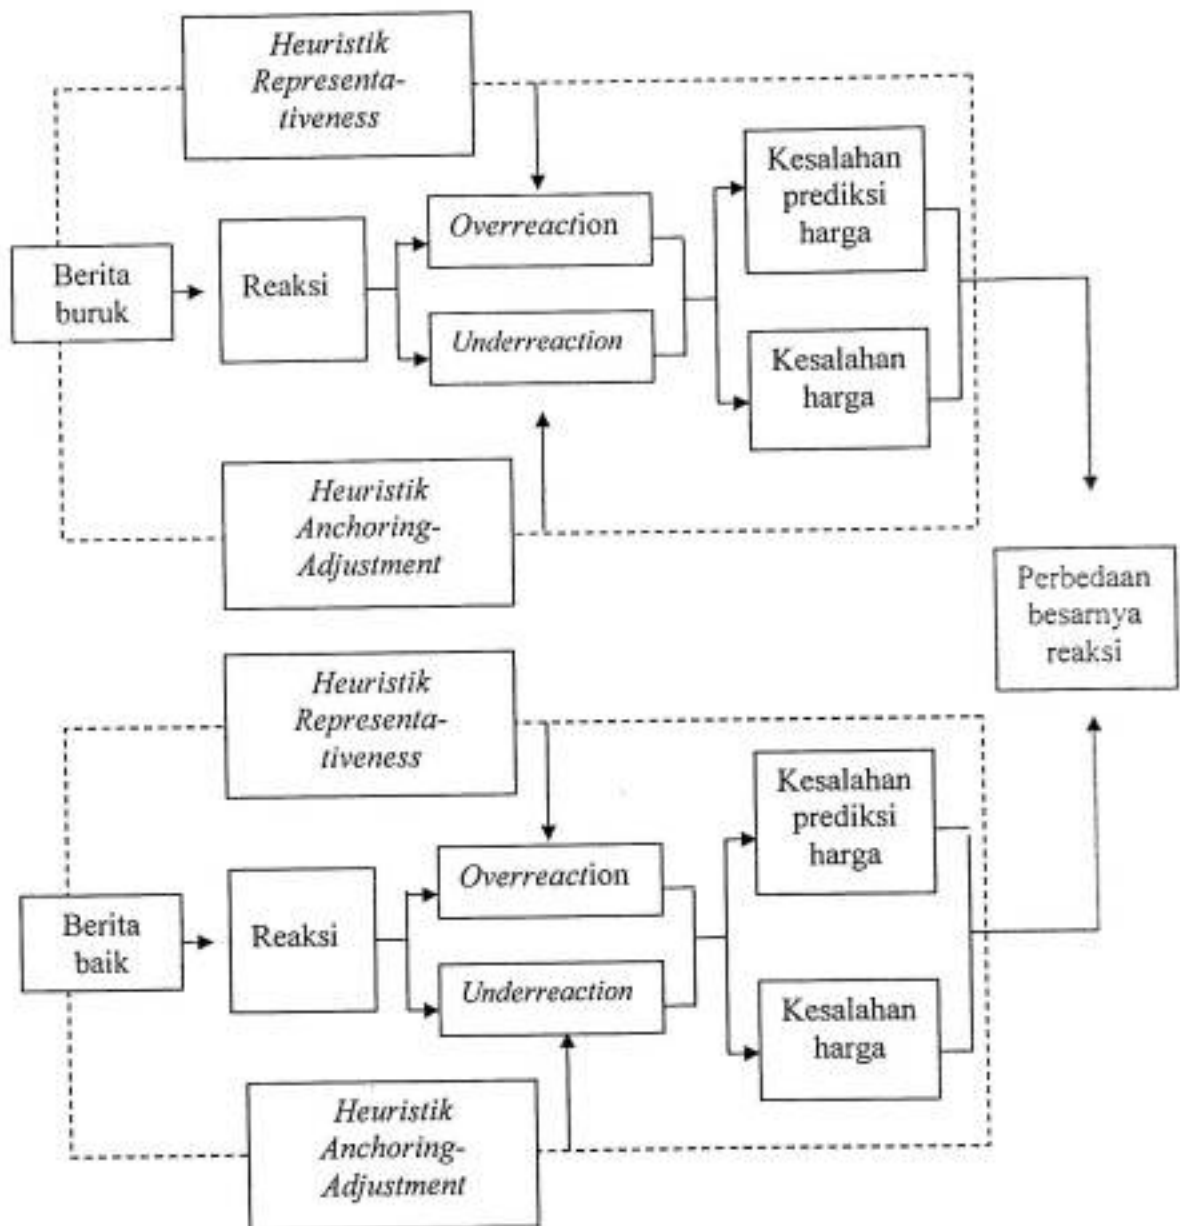 Heuristik
Representa-
tiveness
Kesalahan
prediksi
harga
Overreaction
Berita
buruk
Reaksi
Underreaction
Kesalahan
harga
Heuristik
Anchoring-
Adjustment
Perbedaan
besarnya
reaksi
Heuristik
Representa-
tiveness
Kesalahan
prediksi
harga
Overreaction
Berita
baik
Reaksi
Underreaction
Kesalahan
harga
Heuristik
Anchoring-
Adjustment